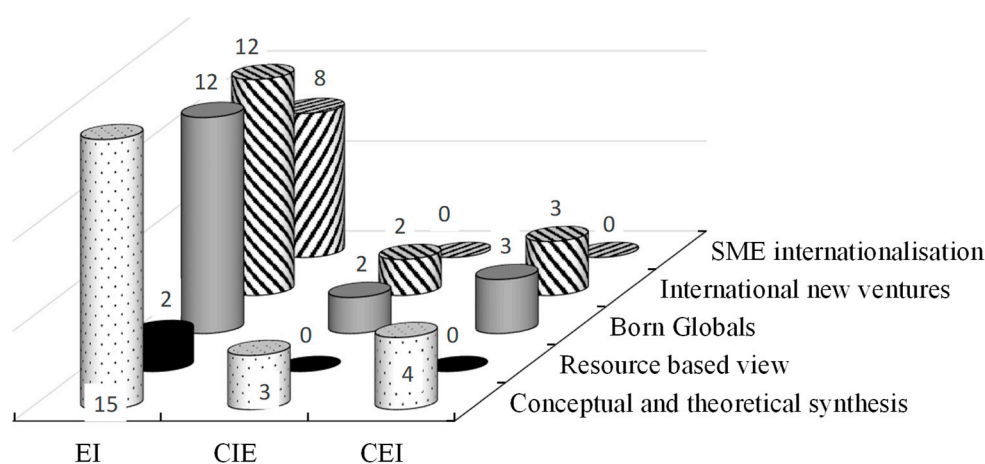 12
12
8
2
0
3
0
2
3
2
0
0
15
3
4
SME internationalisation
International new ventures
Born Globals
Resource based view
Conceptual and theoretical synthesis
EI
CIE
CEI